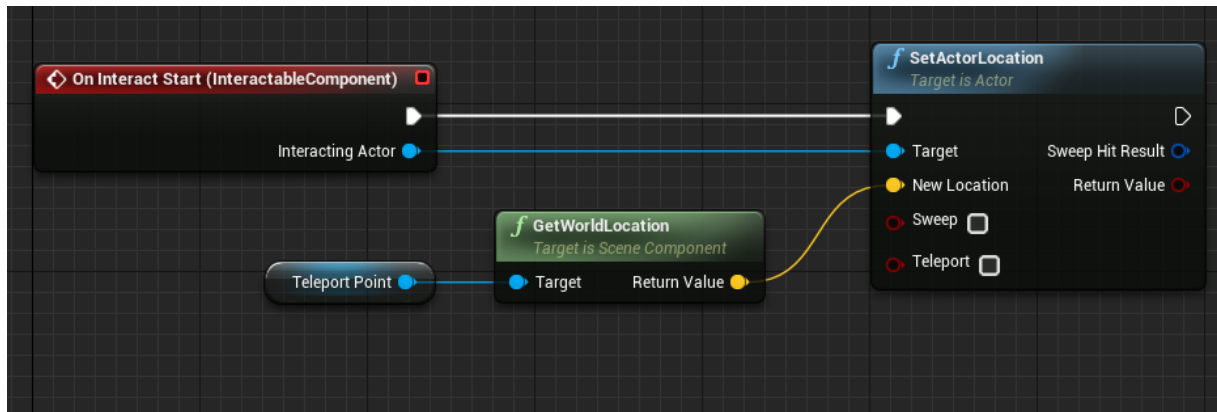 On Interact Start (InteractableComponent)
Interacting Actor
Teleport Point
f GetWorldLocation
Target is Scene Component
Target
Return Value
f SetActorLocation
Target is Actor
Target
Sweep Hit Result
New Location
Return Value
Sweep
Teleport